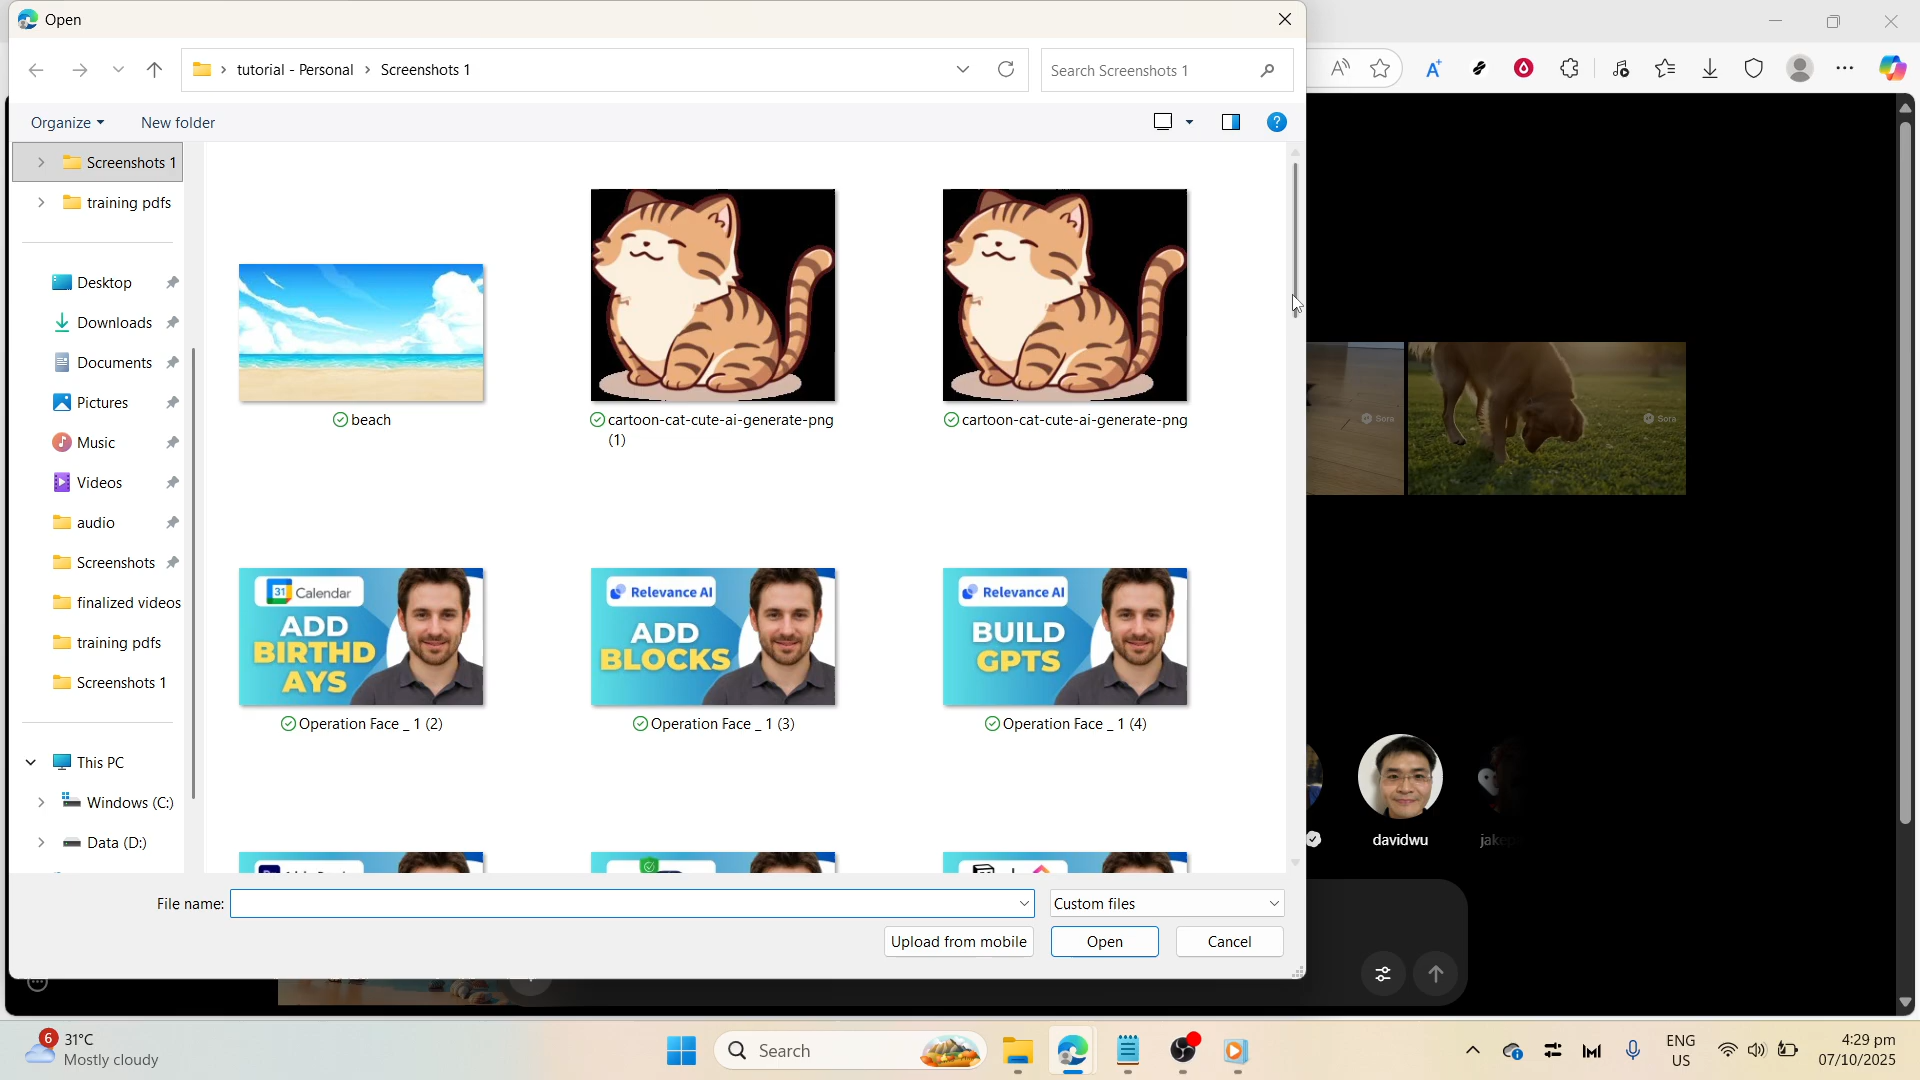 Open
tutorial - Personal > Screenshots 1
Search Screenshots 1
Organize
New folder
Screenshots 1
training pdfs
Desktop
Downloads
Documents
Pictures
Music
Videos
audio
Screenshots
finalized videos
training pdfs
Screenshots 1
This PC
Windows (C:)
Data (D:)
beach
cartoon-cat-cute-ai-generate-png
(1)
cartoon-cat-cute-ai-generate-png
31 Calendar
ADD
BIRTHD
AYS
Operation Face _ 1 (2)
Relevance AI
ADD
BLOCKS
Operation Face _ 1 (3)
Relevance AI
BUILD
GPTS
Operation Face _ 1 (4)
Sora
Sora
davidwu
File name:
Custom files
Upload from mobile
Open
Cancel
6
31°C
Mostly cloudy
Search
ENG
US
4:29 pm
07/10/2025